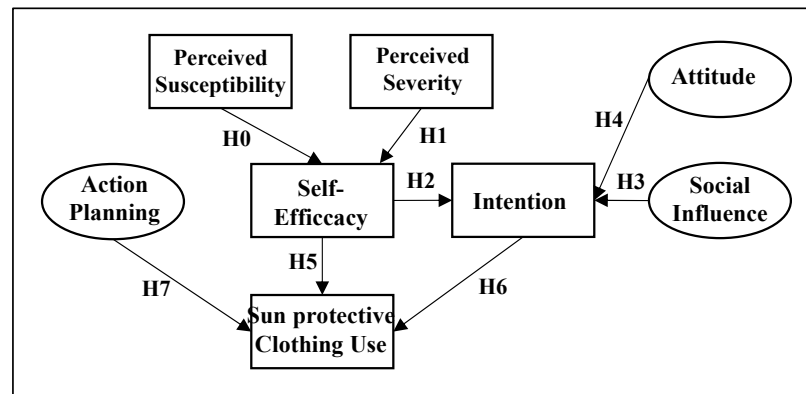 Perceived
Susceptibility
Perceived
Severity
Attitude
H0
H1
H4
Action
Planning
Self-
Efficcacy
H2
Intention
H3
Social
Influence
H5
H7
H6
Sun protective
Clothing Use